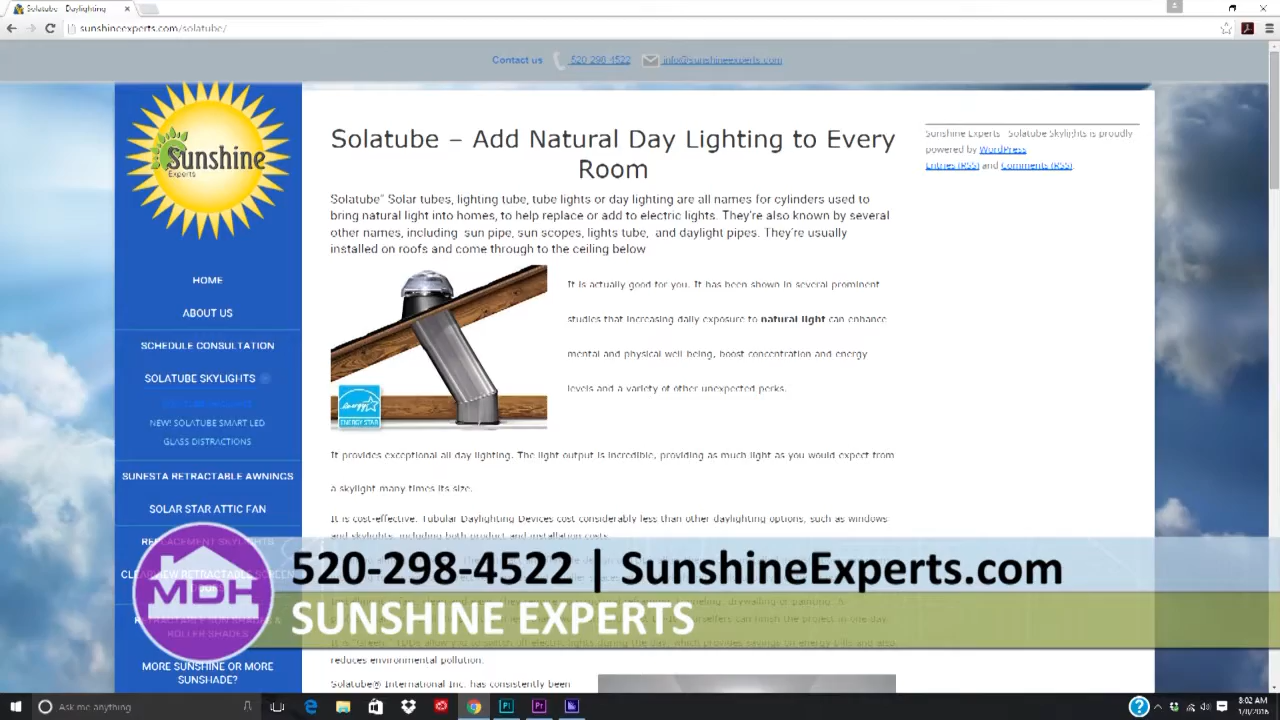 Solatube - Daylighting
sunshineexperts.com/solatube/
Contact us 520-298-4522 info@sunshineexperts.com
Sunshine
Experts
HOME
ABOUT US
SCHEDULE CONSULTATION
SOLATUBE SKYLIGHTS
NEW! SOLATUBE SMART LED
GLASS DISTRACTIONS
SUNESTA RETRACTABLE AWNINGS
SOLAR STAR ATTIC FAN
REPLACEMENT SKYLIGHTS
MORE SUNSHINE OR MORE
SUNSHADE?
Solatube – Add Natural Day Lighting to Every
Room
Solatube" Solar tubes, lighting tube, tube lights or day lighting are all names for cylinders used to
bring natural light into homes, to help replace or add to electric lights. They're also known by several
other names, including sun pipe, sun scopes, lights tube, and daylight pipes. They're usually
installed on roofs and come through to the ceiling below
ENERGY STAR
It is actually good for you. It has been shown in several prominent
studies that increasing daily exposure to natural light can enhance
mental and physical well being, boost concentration and energy
levels and a variety of other unexpected perks.
It provides exceptional all day lighting. The light output is incredible, providing as much light as you would expect from
a skylight many times its size.
It is cost-effective. Tubular Daylighting Devices cost considerably less than other daylighting options, such as windows
and skylights, including both product and installation costs.
reduces environmental pollution.
Solatube® International Inc. has consistently been
Sunshine Experts - Solatube Skylights is proudly
powered by WordPress
Entries (RSS) and Comments (RSS).
MDH
520-298-4522 | SunshineExperts.com
SUNSHINE EXPERTS
Ask me anything
8:02 AM
1/8/2016